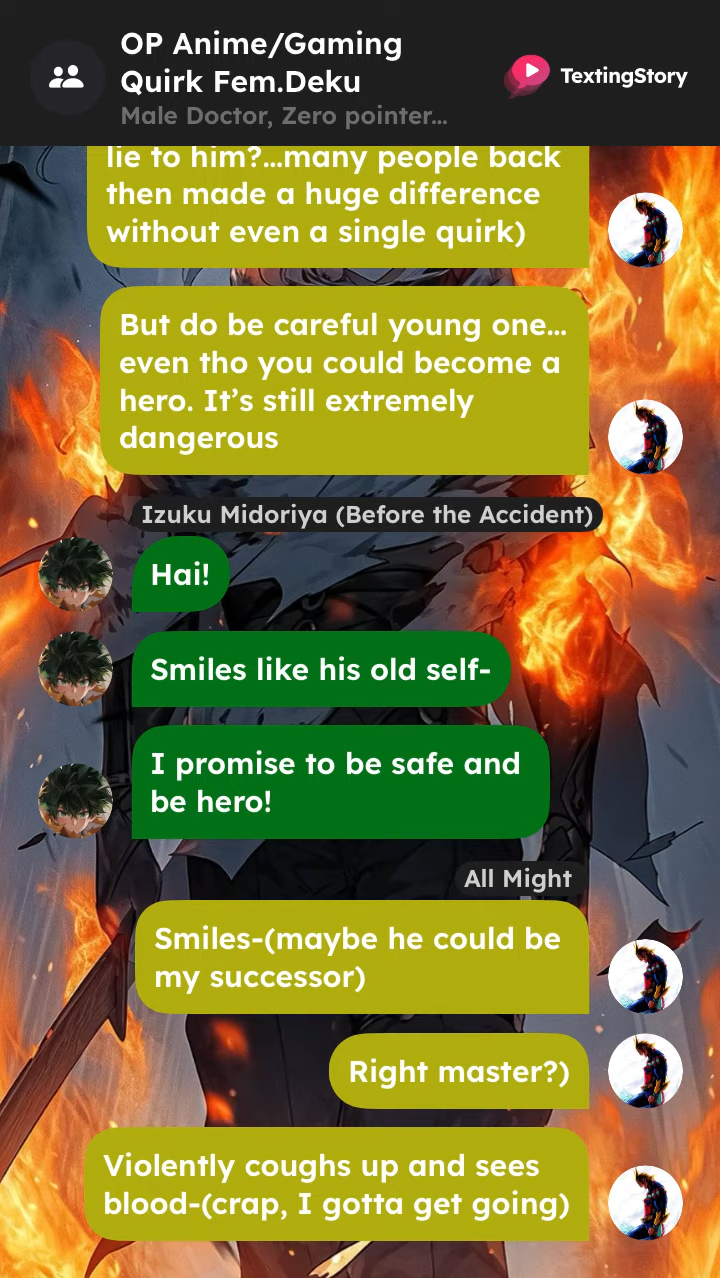 OP Anime/Gaming
Quirk Fem.Deku
Male Doctor, Zero pointer...
TextingStory
lie to him?...many people back
then made a huge difference
without even a single quirk)
But do be careful young one...
even tho you could become a
hero. It’s still extremely
dangerous
Izuku Midoriya (Before the Accident)
Hai!
Smiles like his old self-
I promise to be safe and
be hero!
All Might
Smiles-(maybe he could be
my successor)
Right master?)
Violently coughs up and sees
blood-(crap, I gotta get going)